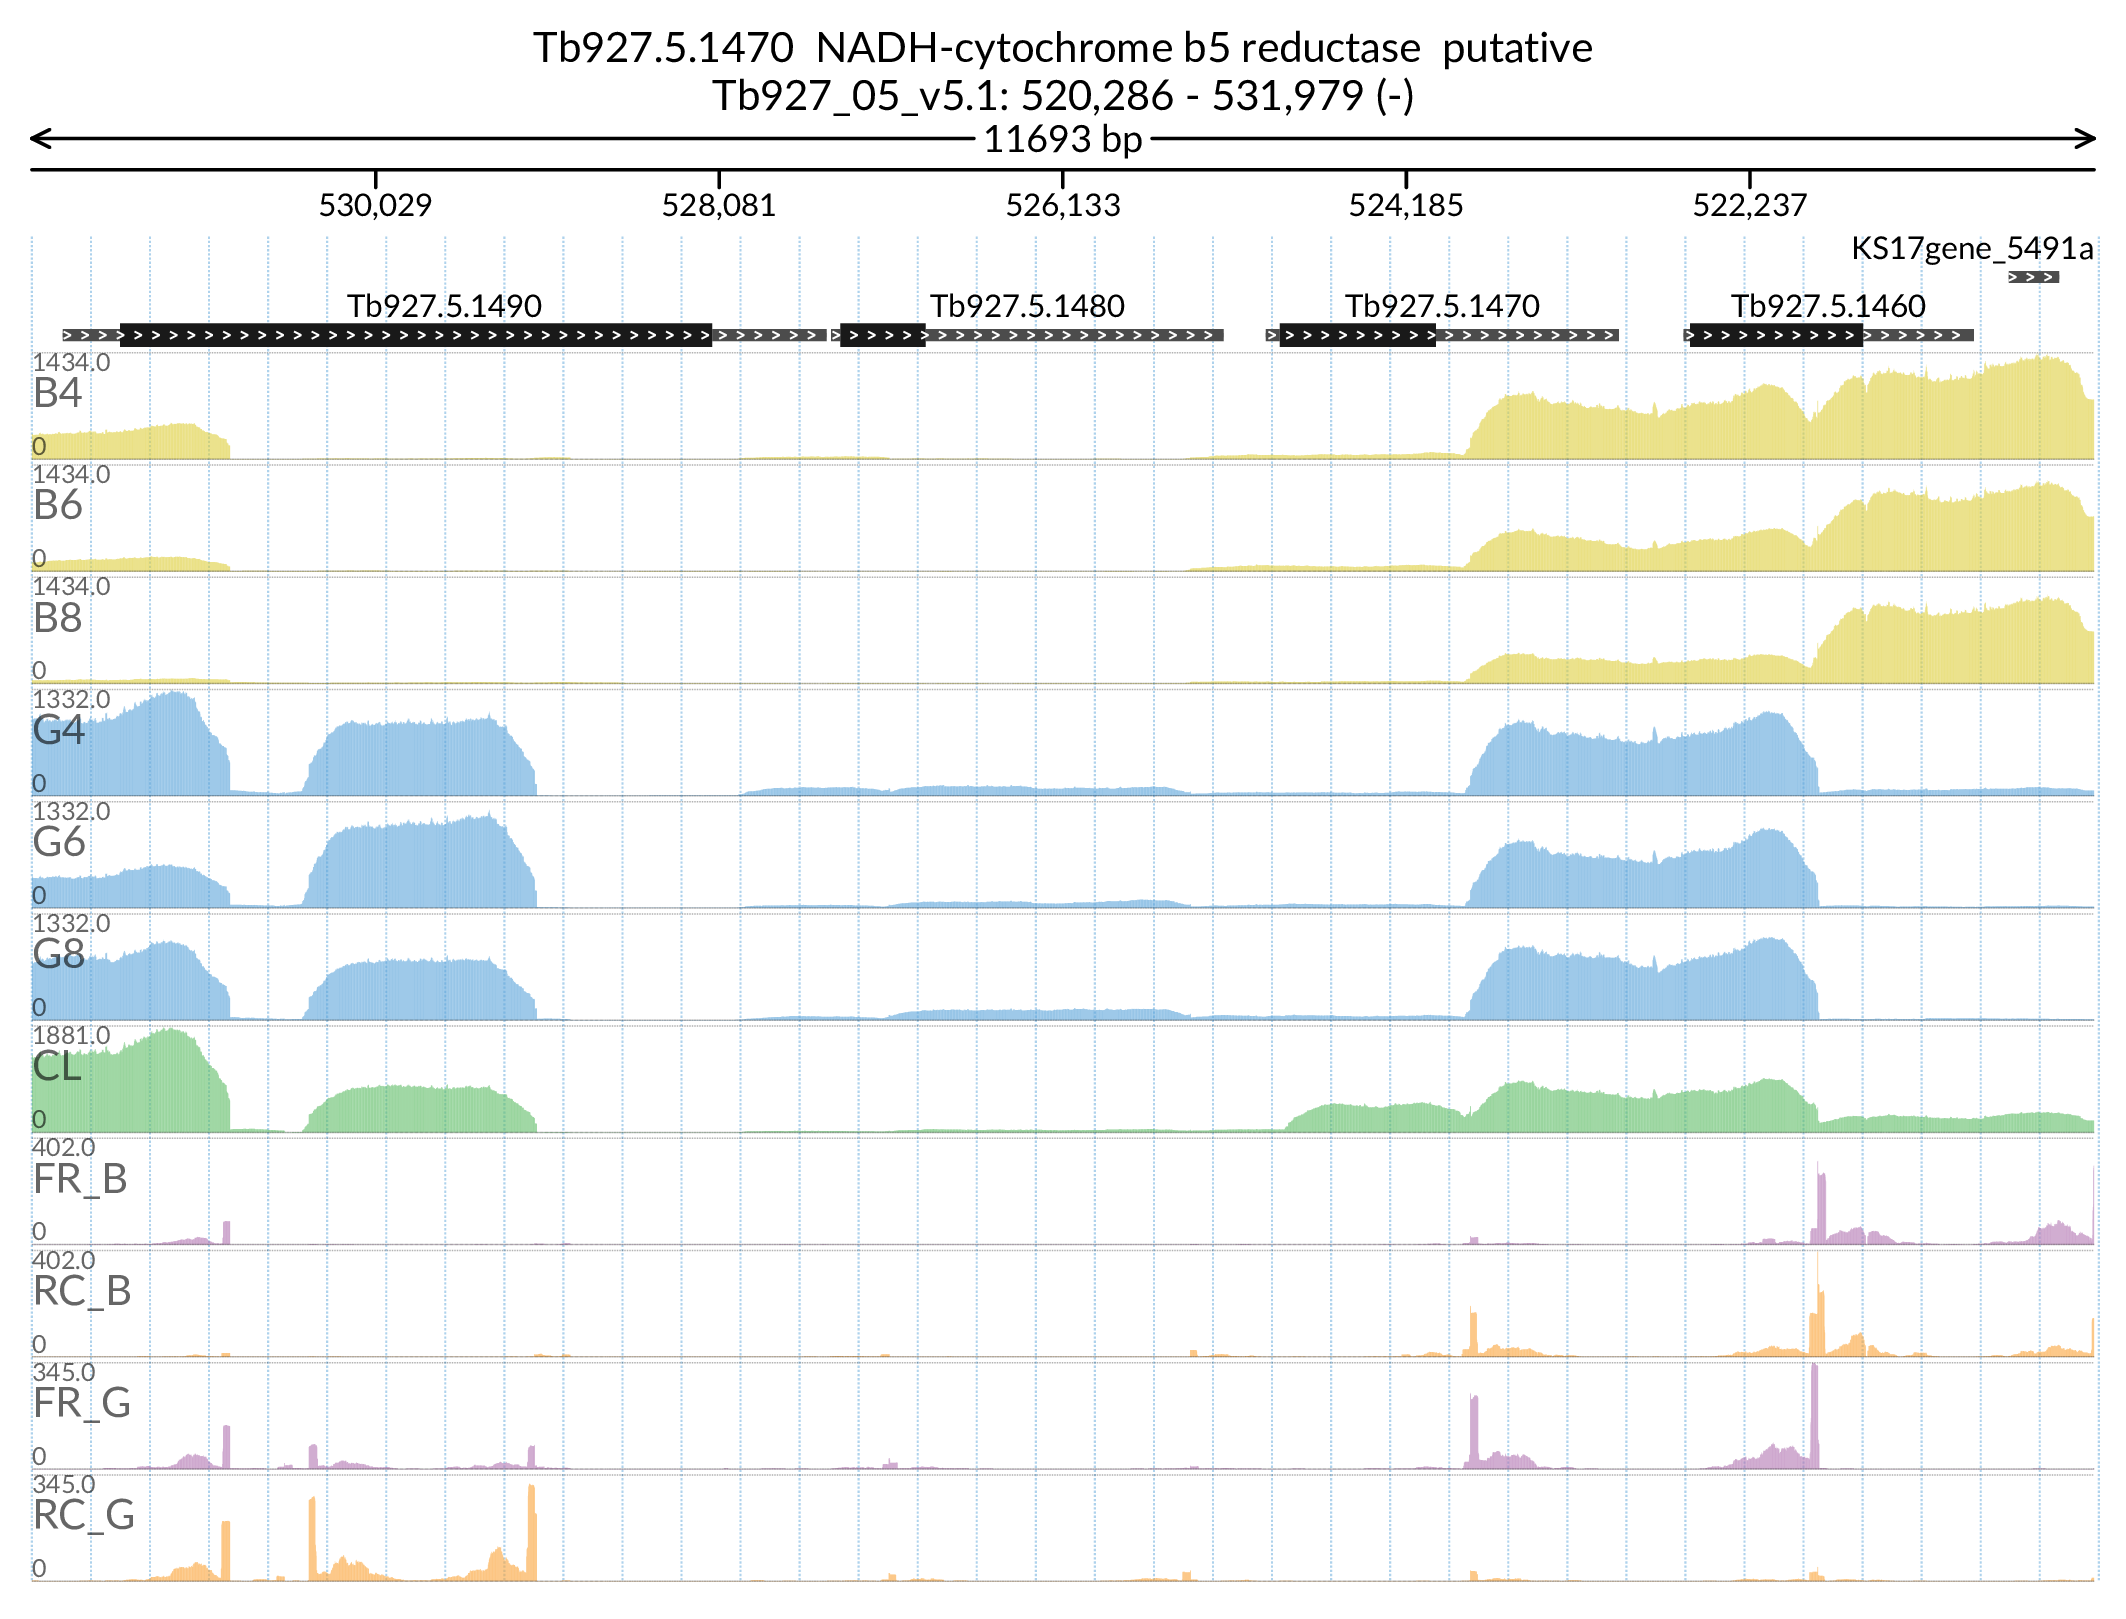 Tb927.5.1470  NADH-cytochrome b5 reductase  putative
Tb927_05_v5.1: 520,286 - 531,979 (-)
11693 bp
530,029 528,081 526,133 524,185 522,237
KS17gene_5491a
Tb927.5.1490 Tb927.5.1480 Tb927.5.1470 Tb927.5.1460
1434.0
B4
0
1434.0
B6
0
1434.0
B8
0
1332.0
G4
0
1332.0
G6
0
1332.0
G8
0
1881.0
CL
0
402.0
FR_B
0
402.0
RC_B
0
345.0
FR_G
0
345.0
RC_G
0